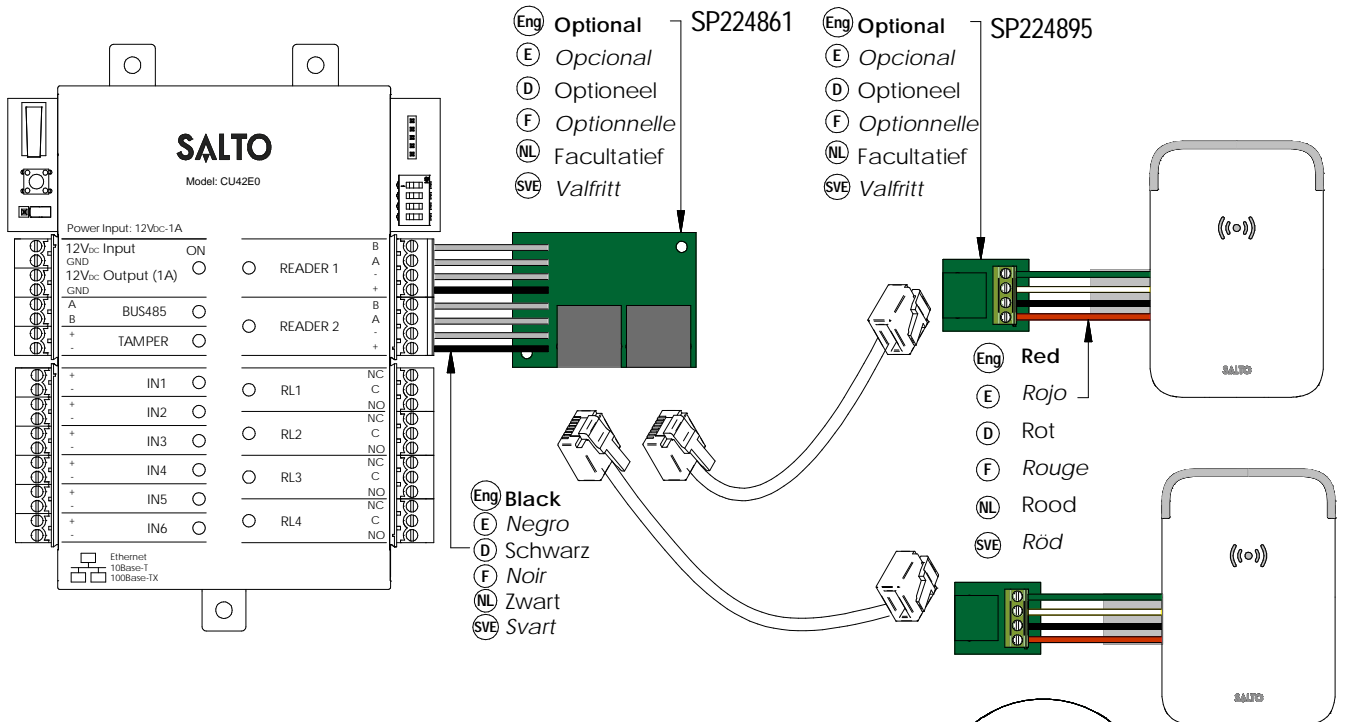 Eng Optional
SP224861
E Opcional
D Optioneel
F Optionnelle
NL Facultatief
SVE Valfritt
Eng Optional
SP224895
E Opcional
D Optioneel
F Optionnelle
NL Facultatief
SVE Valfritt
SALTO
Model: CU42E0
Power Input: 12VDC-1A
12VDC Input ON
GND
12VDC Output (1A)
GND
A
B
BUS485
+
-
TAMPER
+
-
IN1
+
-
IN2
+
-
IN3
+
-
IN4
+
-
IN5
+
-
IN6
Ethernet
10Base-T
100Base-TX
READER 1
B
A
-
+
READER 2
B
A
-
+
RL1
NC
C
NO
RL2
NC
C
NO
RL3
NC
C
NO
RL4
NC
C
NO
Eng Black
E Negro
D Schwarz
F Noir
NL Zwart
SVE Svart
SALTO
Eng Red
E Rojo
D Rot
F Rouge
NL Rood
SVE Röd
SALTO